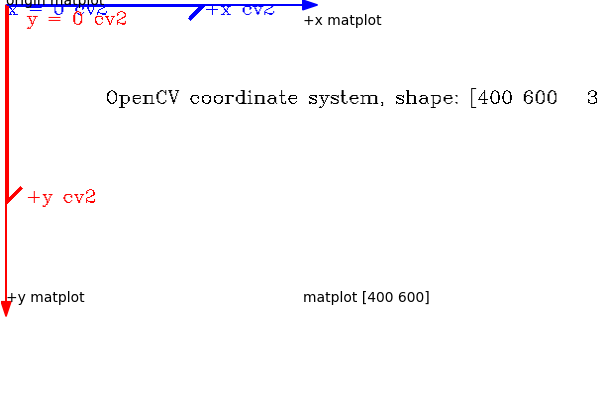 origin matplot
x = 0 cv2
+x cv2
y = 0 cv2
+x matplot
OpenCV coordinate system, shape: [400 600 3
+y cv2
+y matplot
matplot [400 600]